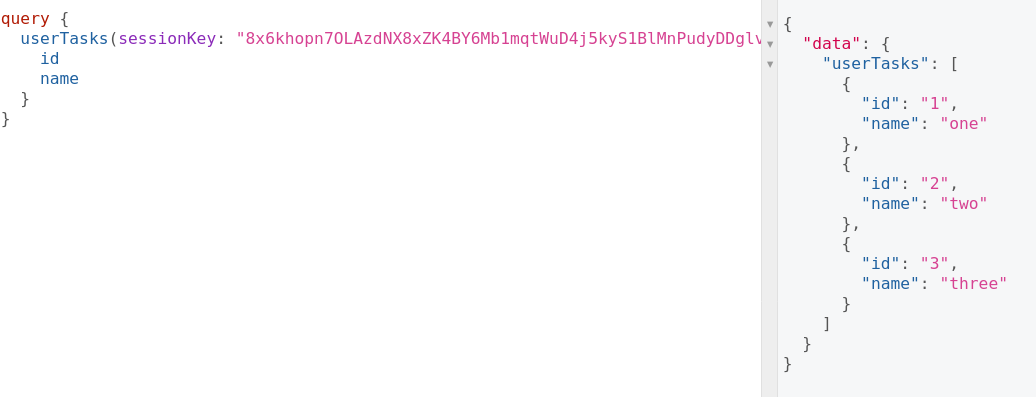 query {
  userTasks(sessionKey: "8x6khopn7OLAzdNX8xZK4BY6Mb1mqtWuD4j5kyS1BlMnPudyDDglv
    id
    name
  }
}
{
  "data": {
    "userTasks": [
      {
        "id": "1",
        "name": "one"
      },
      {
        "id": "2",
        "name": "two"
      },
      {
        "id": "3",
        "name": "three"
      }
    ]
  }
}